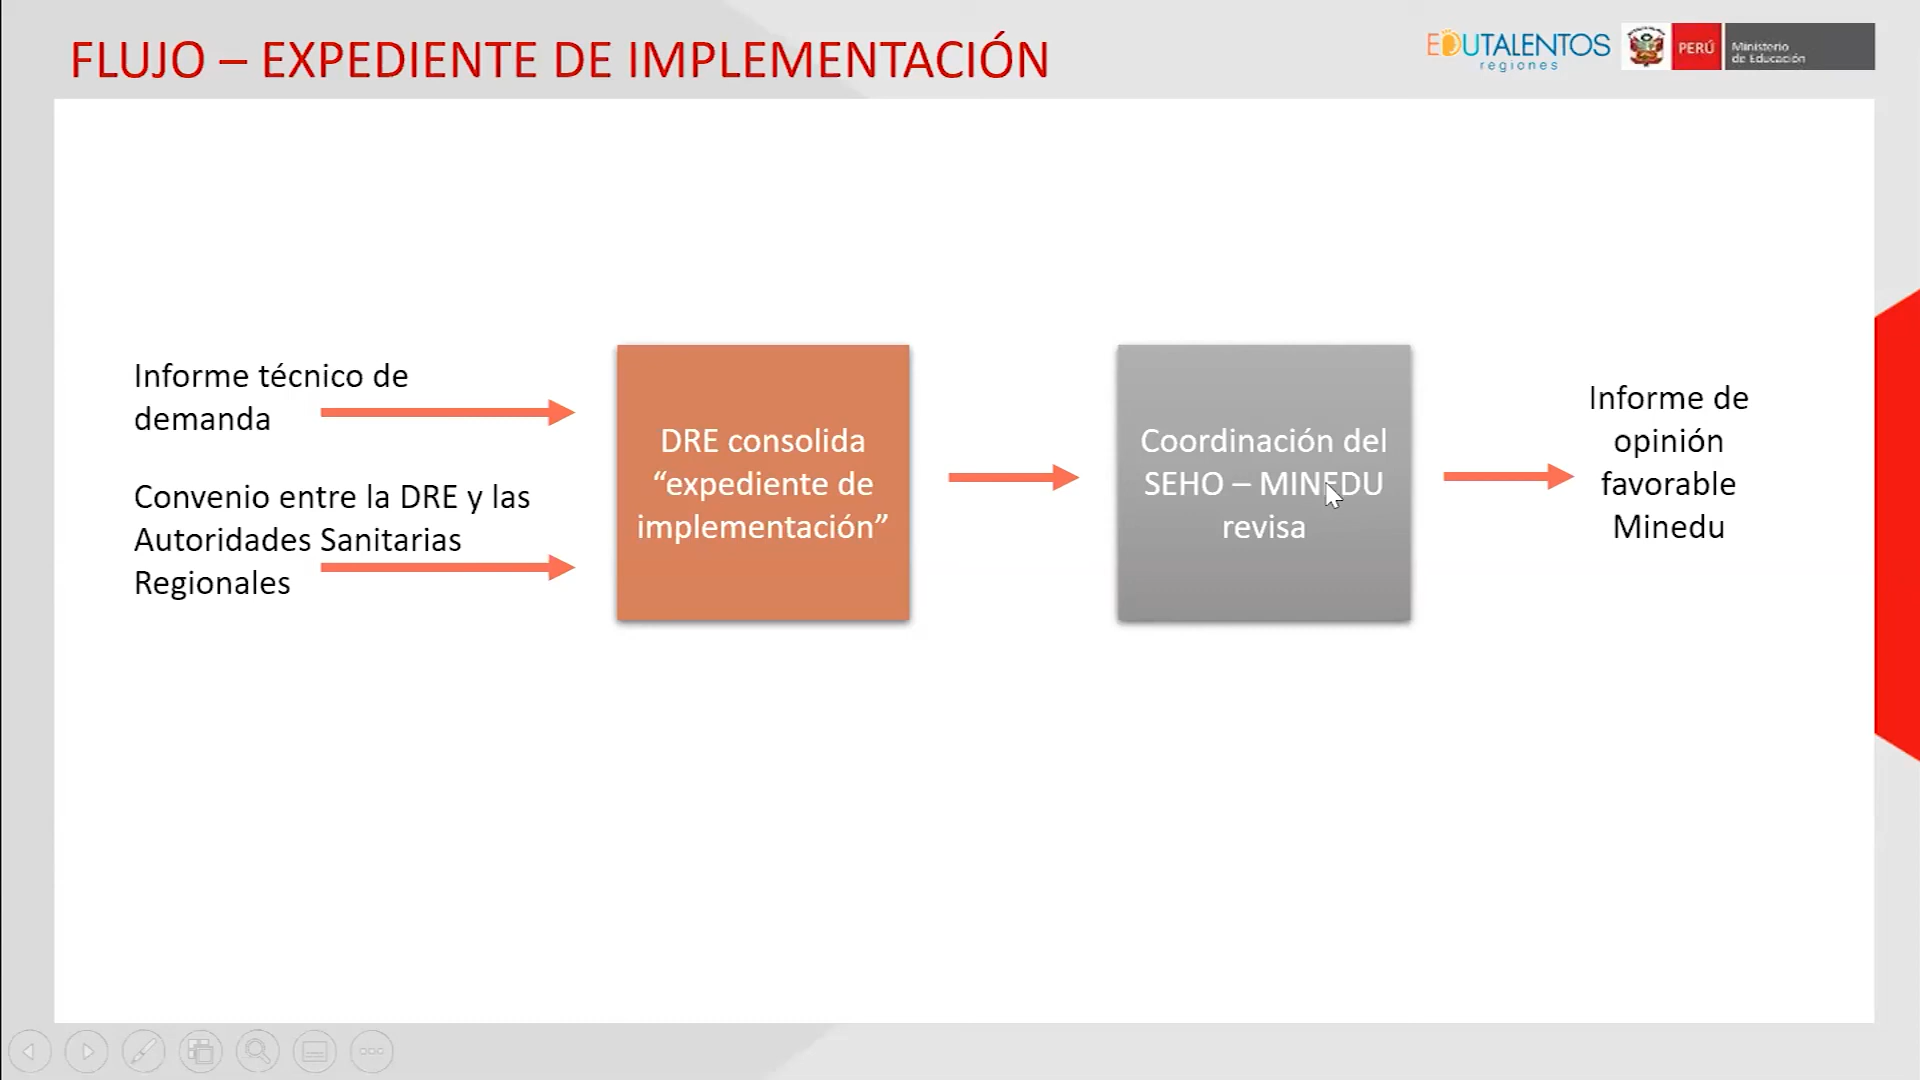 FLUJO – EXPEDIENTE DE IMPLEMENTACIÓN
EDUTALENTOS
regiones
PERÚ
Ministerio
de Educación
Informe técnico de
demanda
Convenio entre la DRE y las
Autoridades Sanitarias
Regionales
DRE consolida
“expediente de
implementación”
Coordinación del
SEHO – MINEDU
revisa
Informe de
opinión
favorable
Minedu